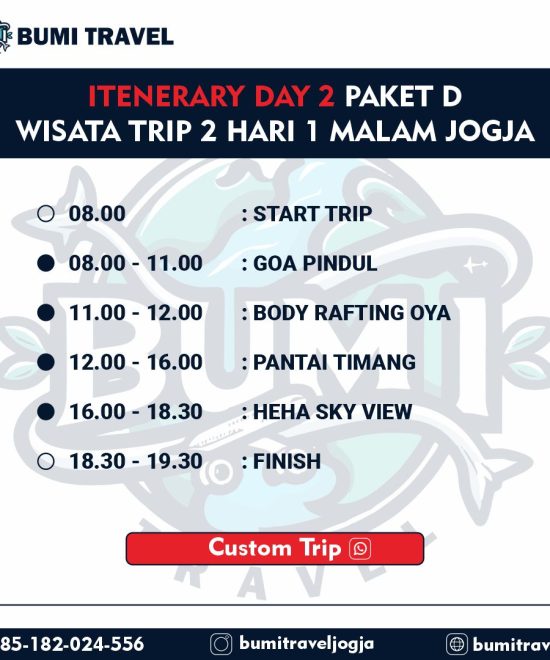 BUMI TRAVEL
ITENERARY DAY 2 PAKET D
WISATA TRIP 2 HARI 1 MALAM JOGJA
08.00 : START TRIP
08.00 - 11.00 : GOA PINDUL
11.00 - 12.00 : BODY RAFTING OYA
12.00 - 16.00 : PANTAI TIMANG
16.00 - 18.30 : HEHA SKY VIEW
18.30 - 19.30 : FINISH
BUMI
TRAVEL
Custom Trip
85-182-024-556 bumitraveljogja bumitrav